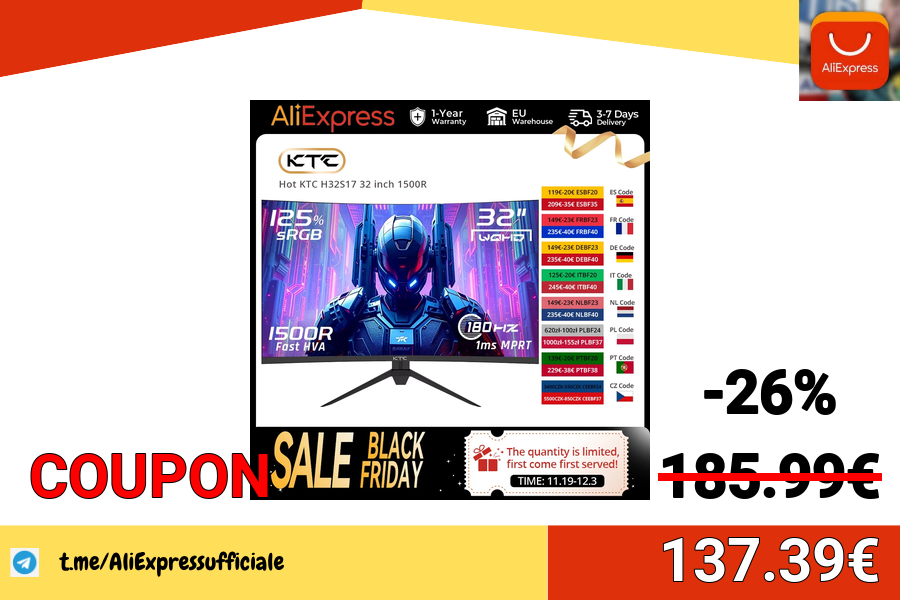 AliExpress
AliExpress
1-Year
Warranty
EU
Warehouse
3-7 Days
Delivery
KTC
Hot KTC H32S17 32 inch 1500R
125%
sRGB
32"
WQHD
1500R
Fast HVA
180Hz
1ms MPRT
KTC
119€-20€ ESBF20
209€-35€ ESBF35
ES Code
149€-23€ FRBF23
235€-40€ FRBF40
FR Code
149€-23€ DEBF23
235€-40€ DEBF40
DE Code
125€-20€ ITBF20
245€-40€ ITBF40
IT Code
149€-23€ NLBF23
235€-40€ NLBF40
NL Code
620zł-100zł PLBF24
1000zł-155zł PLBF37
PL Code
PTBF20
229€-38€ PTBF38
PT Code
5500CZK-850CZK CEEBF37
CZ Code
SALE
BLACK
FRIDAY
The quantity is limited,
first come first served!
TIME: 11.19-12.3
COUPON
-26%
185.99€
137.39€
t.me/AliExpressufficiale